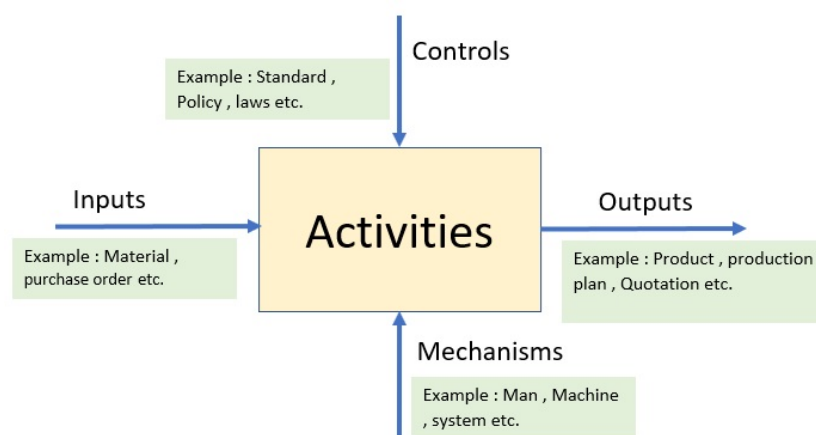 Controls
Example : Standard ,
Policy , laws etc.
Inputs
Example : Material ,
purchase order etc.
Activities
Outputs
Example : Product , production
plan , Quotation etc.
Mechanisms
Example : Man , Machine
, system etc.